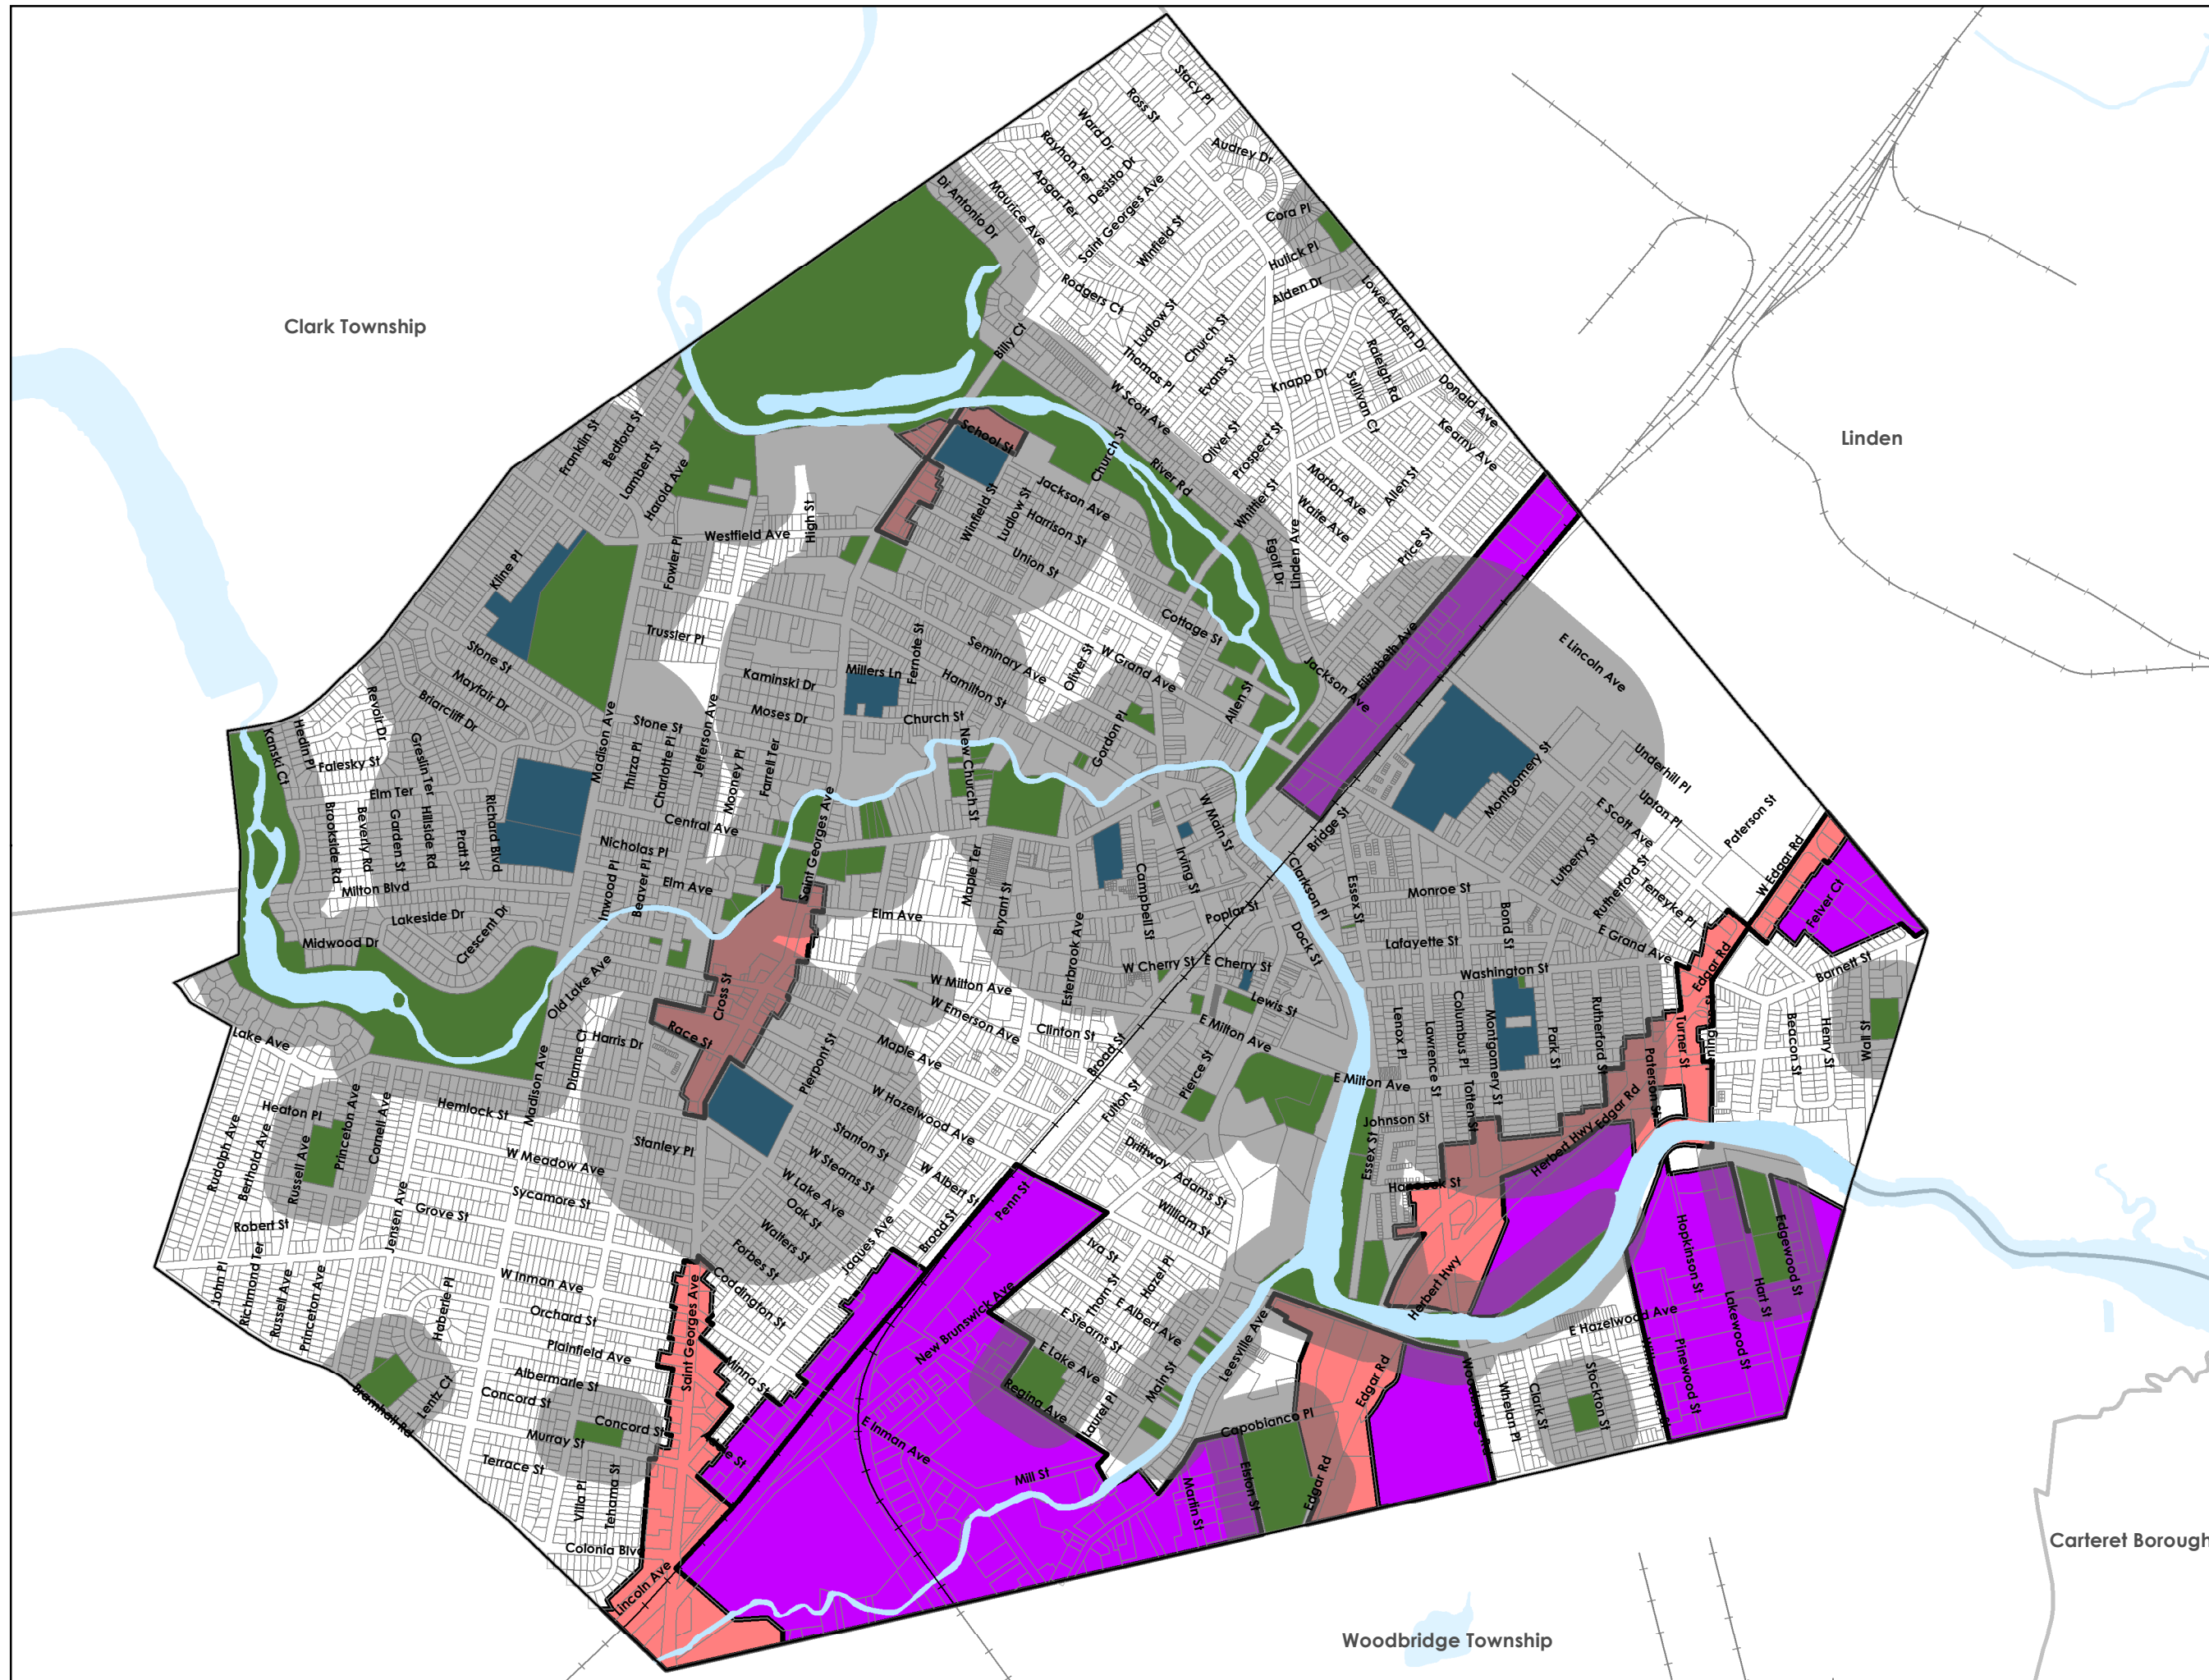 Stacy Pl
Ross St
Ward Dr
Rayhon Ter
Audrey Dr
Desisto Dr
Apgar Ter
Di Antonio Dr
Maurice Ave
Saint Georges Ave
Winfield St
Cora Pl
Hulick Pl
Alden Dr
Rodgers Ct
Lower Alden Dr
Clark Township
Billy Ct
Ludlow St
Church St
Thomas Pl
Evans St
Knapp Dr
Raleigh Rd
Sullivan Ct
Donald Ave
W Scott Ave
Linden
Franklin St
Bedford St
Lambert St
Harold Ave
School St
Church St
Oliver St
Prospect St
Kearny Ave
River Rd
Morton Ave
Allen St
Jackson Ave
Winfield St
Ludlow St
Harrison St
Whittier St
Waite Ave
Westfield Ave
High St
Union St
Egolf Dr
Linden Ave
Price St
Kline Pl
Fowler Pl
Trussler Pl
Cottage St
Stone St
Mayfair Dr
Briarcliff Dr
Revoir Dr
Kaminski Dr
Millers Ln
Fernote St
Seminary Ave
Hamilton St
Oliver St
W Grand Ave
Elizabeth Ave
Jackson Ave
E Lincoln Ave
Moses Dr
Church St
Allen St
Gordon Pl
Stone St
Madison Ave
Jefferson Ave
Thirza Pl
Charlotte Pl
Mooney Pl
Farrell Ter
New Church St
Kanski Ct
Hedin Pl
Falesky St
Greslin Ter
Elm Ter
Brookside Rd
Beverly Rd
Garden St
Hillside Rd
Pratt St
Richard Blvd
Central Ave
Saint Georges Ave
Nicholas Pl
Elm Ave
Inwood Pl
Beaver Pl
Montgomery St
Underhill Pl
Upton Pl
E Scott Ave
Paterson St
W Main St
Bridge St
Irving St
Clarkson Pl
Lufberry St
Rutherford St
Teneyke Pl
W Edgar Rd
Felver Ct
Milton Blvd
Lakeside Dr
Midwood Dr
Crescent Dr
Elm Ave
Maple Ter
Bryant St
Campbell St
Esterbrook Ave
Poplar St
Essex St
Monroe St
Bond St
Lafayette St
E Grand Ave
Edgar Rd
Dock St
Washington St
Barnett St
Old Lake Ave
Cross St
Race St
W Milton Ave
W Cherry St
E Cherry St
Lewis St
W Emerson Ave
Clinton St
E Milton Ave
Broad St
Pierce St
Lake Ave
Harris Dr
Dianne Ct
Pierpont St
Maple Ave
Lenox Pl
Lawrence St
Columbus Pl
Montgomery St
Park St
Rutherford St
Turner St
Beacon St
Henry St
Wall St
Paterson St
E Milton Ave
Totten St
Johnson St
Edgar Rd
Herbert Hwy
Hancock St
Essex St
Heaton Pl
Princeton Ave
Cornell Ave
Hemlock St
Madison Ave
Rudolph Ave
Berthold Ave
Russell Ave
Stanley Pl
W Meadow Ave
Sycamore St
W Hazelwood Ave
Stanton St
W Stearns St
W Lake Ave
Oak St
Walters St
Forbes St
Coddington St
W Albert St
Fulton St
Driftway
Adams St
William St
Penn St
Broad St
Jaques Ave
Robert St
Grove St
Jensen Ave
John Pl
Richmond Ter
Russell Ave
Princeton Ave
W Inman Ave
Orchard St
Haberle Pl
Plainfield Ave
Albermarle St
Concord St
Concord St
Murray St
Terrace St
Lentz Ct
Bramhall Rd
Villa Pl
Tehama St
Colonia Blvd
Lincoln Ave
Saint Georges Ave
Minna St
Iva St
Thorn St
Hazel Pl
E Albert Ave
E Stearns St
New Brunswick Ave
E Lake Ave
Regina Ave
Laurel Pl
Main St
Leesville Ave
E Inman Ave
Mill St
Martin St
Elston St
Capobianco Pl
Edgar Rd
Edgar Rd
Herbert Hwy
Woodbridge Rd
Whelan Pl
Clark St
Stockton St
E Hazelwood Ave
Hopkinson St
Pinewood St
Lakewood St
Hart St
Edgewood St
Woodbridge Township
Carteret Borough